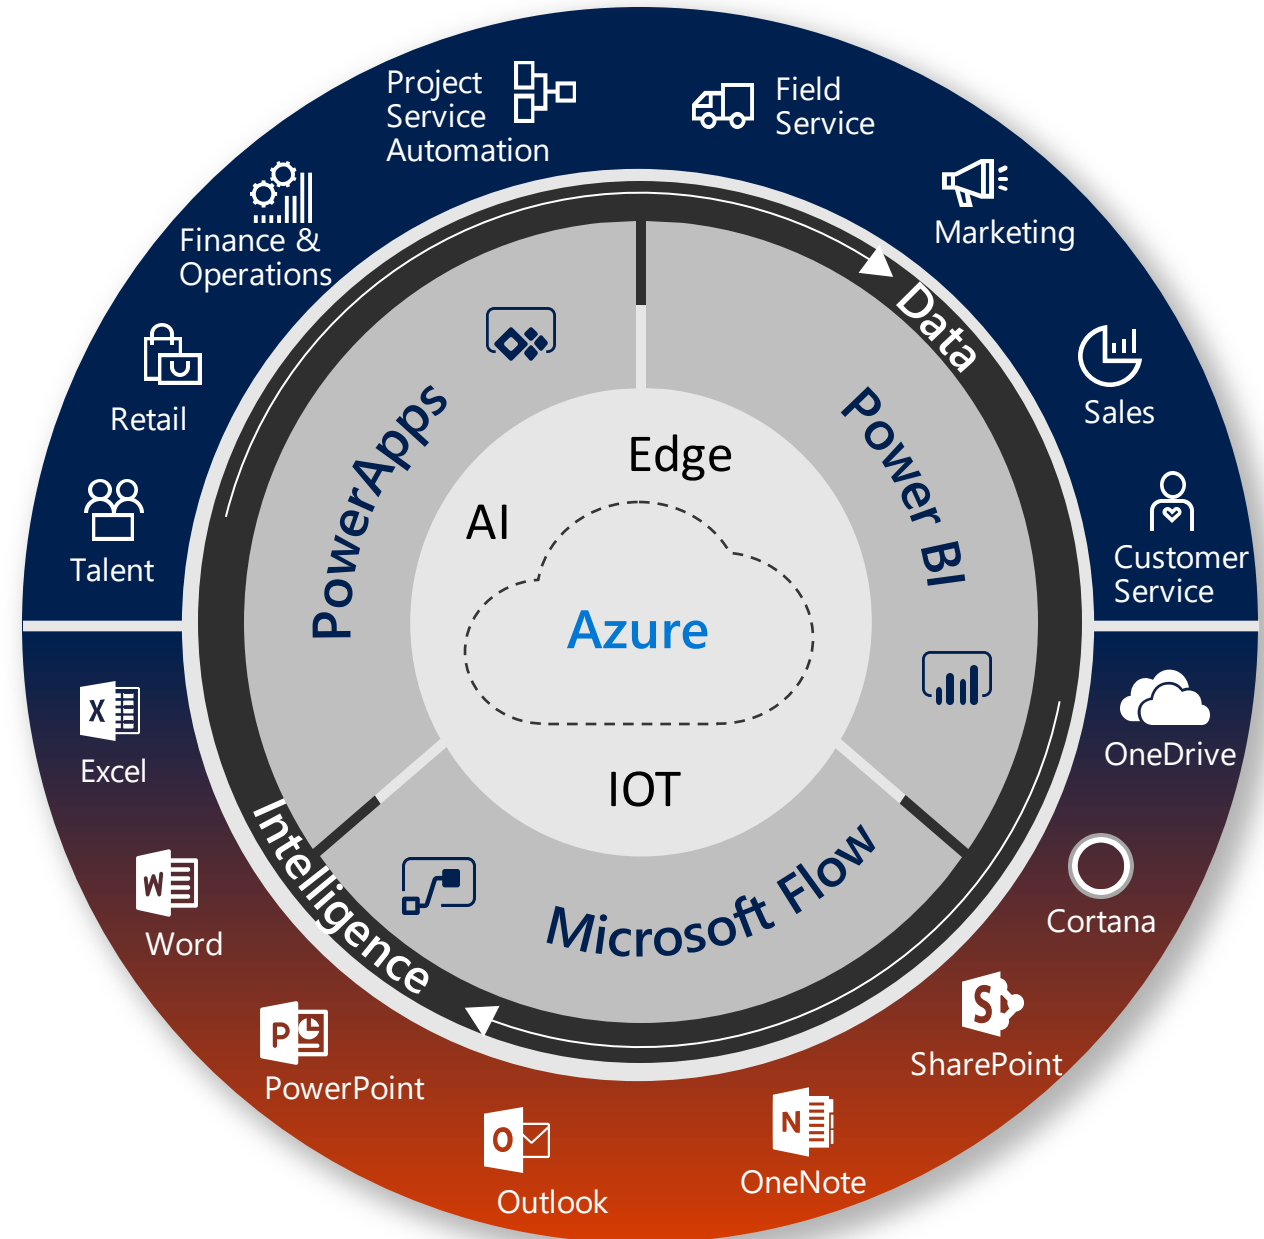 Project
Service
Automation
Field
Service
Marketing
Finance &
Operations
Data
Sales
Retail
PowerApps
Power BI
Edge
AI
Customer
Service
Talent
Azure
X
Excel
OneDrive
IOT
Intelligence
Microsoft Flow
W
Word
Cortana
S
SharePoint
P
PowerPoint
N
OneNote
O
Outlook